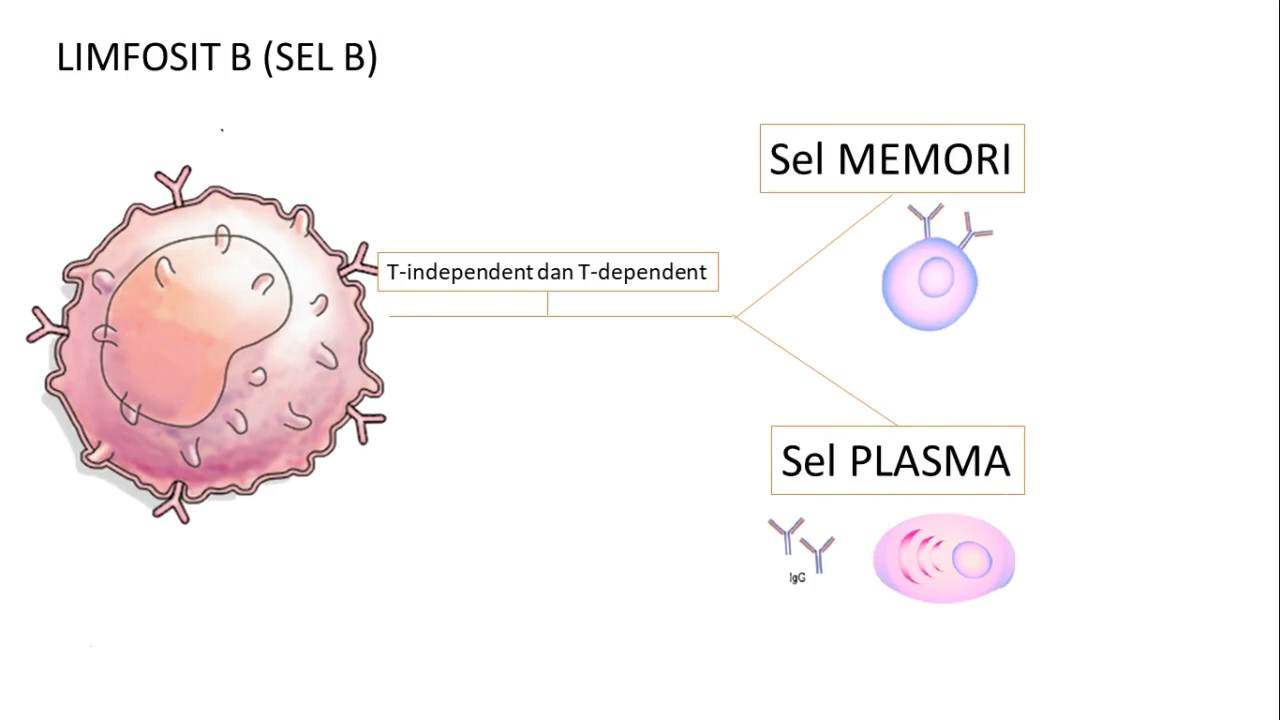 LIMFOSIT B (SEL B)
Sel MEMORI
T-independent dan T-dependent
Sel PLASMA
IgG